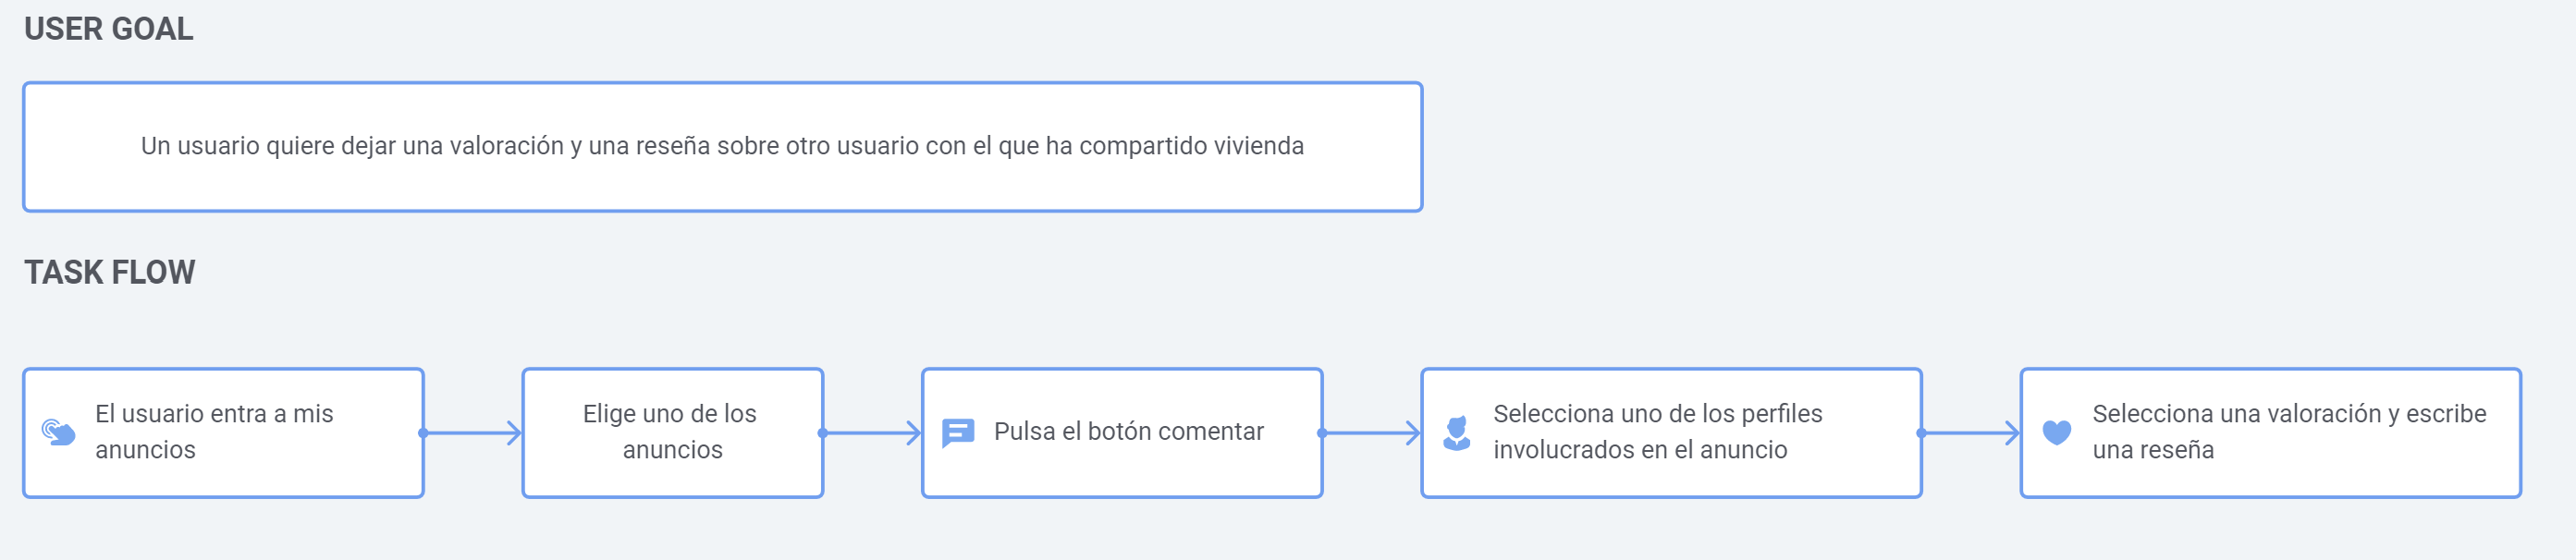 USER GOAL
Un usuario quiere dejar una valoración y una reseña sobre otro usuario con el que ha compartido vivienda
TASK FLOW
El usuario entra a mis
anuncios
Elige uno de los
anuncios
Pulsa el botón comentar
Selecciona uno de los perfiles
involucrados en el anuncio
Selecciona una valoración y escribe
una reseña